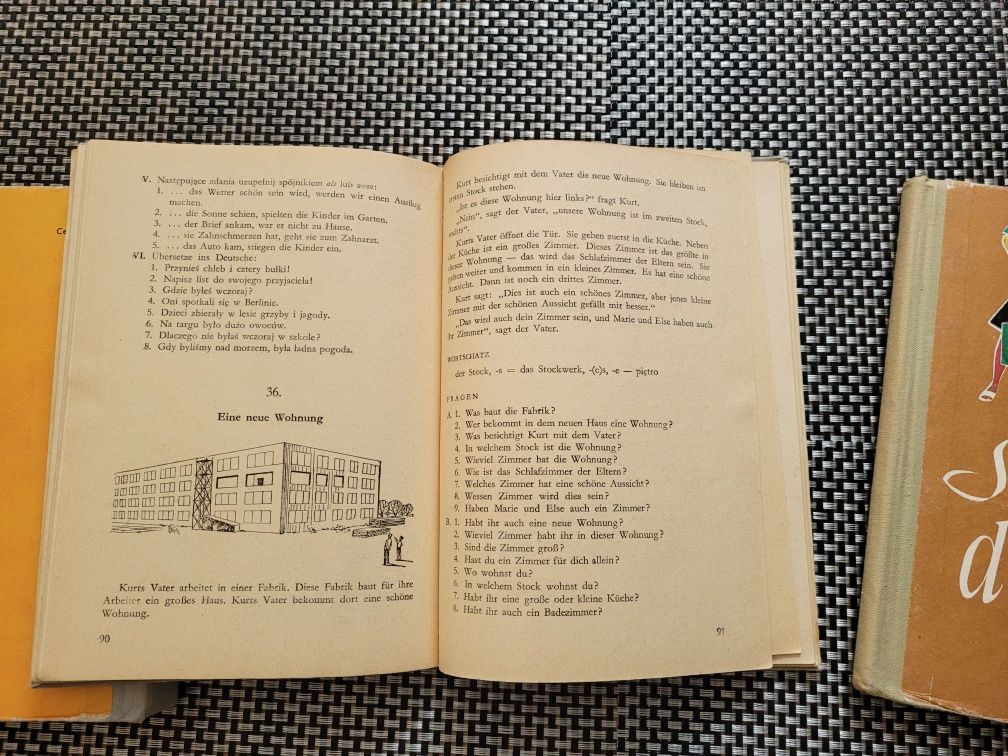 Ce
V. Następujące zdania uzupełnij spójnikiem als lub wenn:
1. ... das Wetter schön sein wird, werden wir einen Ausflug
machen.
2. ... die Sonne schien, spielten die Kinder im Garten.
3. ... der Brief ankam, war er nicht zu Hause.
4. ... sie Zahnschmerzen hat, geht sie zum Zahnarzt.
5. ... das Auto kam, stiegen die Kinder ein.
VI. Übersetze ins Deutsche:
1. Przynieś chleb i cztery bułki!
2. Napisz list do swojego przyjaciela!
3. Gdzie byłeś wczoraj?
4. Oni spotkali się w Berlinie.
5. Dzieci zbierały w lesie grzyby i jagody.
6. Na targu było dużo owoców.
7. Dlaczego nie byłaś wczoraj w szkole?
8. Gdy byliśmy nad morzem, była ładna pogoda.
36.
Eine neue Wohnung
Kurts Vater arbeitet in einer Fabrik. Diese Fabrik baut für ihre
Arbeiter ein großes Haus. Kurts Vater bekommt dort eine schöne
Wohnung.
90
Kurt besichtigt mit dem Vater die neue Wohnung. Sie bleiben im
ersten Stock stehen.
„Ist es diese Wohnung hier links?" fragt Kurt.
„Nein", sagt der Vater, „unsere Wohnung ist im zweiten Stock,
rechts".
Kurts Vater öffnet die Tür. Sie gehen zuerst in die Küche. Neben
der Küche ist ein großes Zimmer. Dieses Zimmer ist das größte in
dieser Wohnung — das wird das Schlafzimmer der Eltern sein. Sie
gehen weiter und kommen in ein kleines Zimmer. Es hat eine schöne
Aussicht. Dann ist noch ein drittes Zimmer.
Kurt sagt: „Dies ist auch ein schönes Zimmer, aber jenes kleine
Zimmer mit der schönen Aussicht gefällt mir besser."
„Das wird auch dein Zimmer sein, und Marie und Else haben auch
ihr Zimmer", sagt der Vater.
WORTSCHATZ
der Stock, -s = das Stockwerk, -(e)s, -e — piętro
FRAGEN
A. 1. Was baut die Fabrik?
2. Wer bekommt in dem neuen Haus eine Wohnung?
3. Was besichtigt Kurt mit dem Vater?
4. In welchem Stock ist die Wohnung?
5. Wieviel Zimmer hat die Wohnung?
6. Wie ist das Schlafzimmer der Eltern?
7. Welches Zimmer hat eine schöne Aussicht?
8. Wessen Zimmer wird dies sein?
9. Haben Marie und Else auch ein Zimmer?
B. 1. Habt ihr auch eine neue Wohnung?
2. Wieviel Zimmer habt ihr in dieser Wohnung?
3. Sind die Zimmer groß?
4. Hast du ein Zimmer für dich allein?
5. Wo wohnst du?
6. In welchem Stock wohnst du?
7. Habt ihr eine große oder kleine Küche?
8. Habt ihr auch ein Badezimmer?
91
S
d